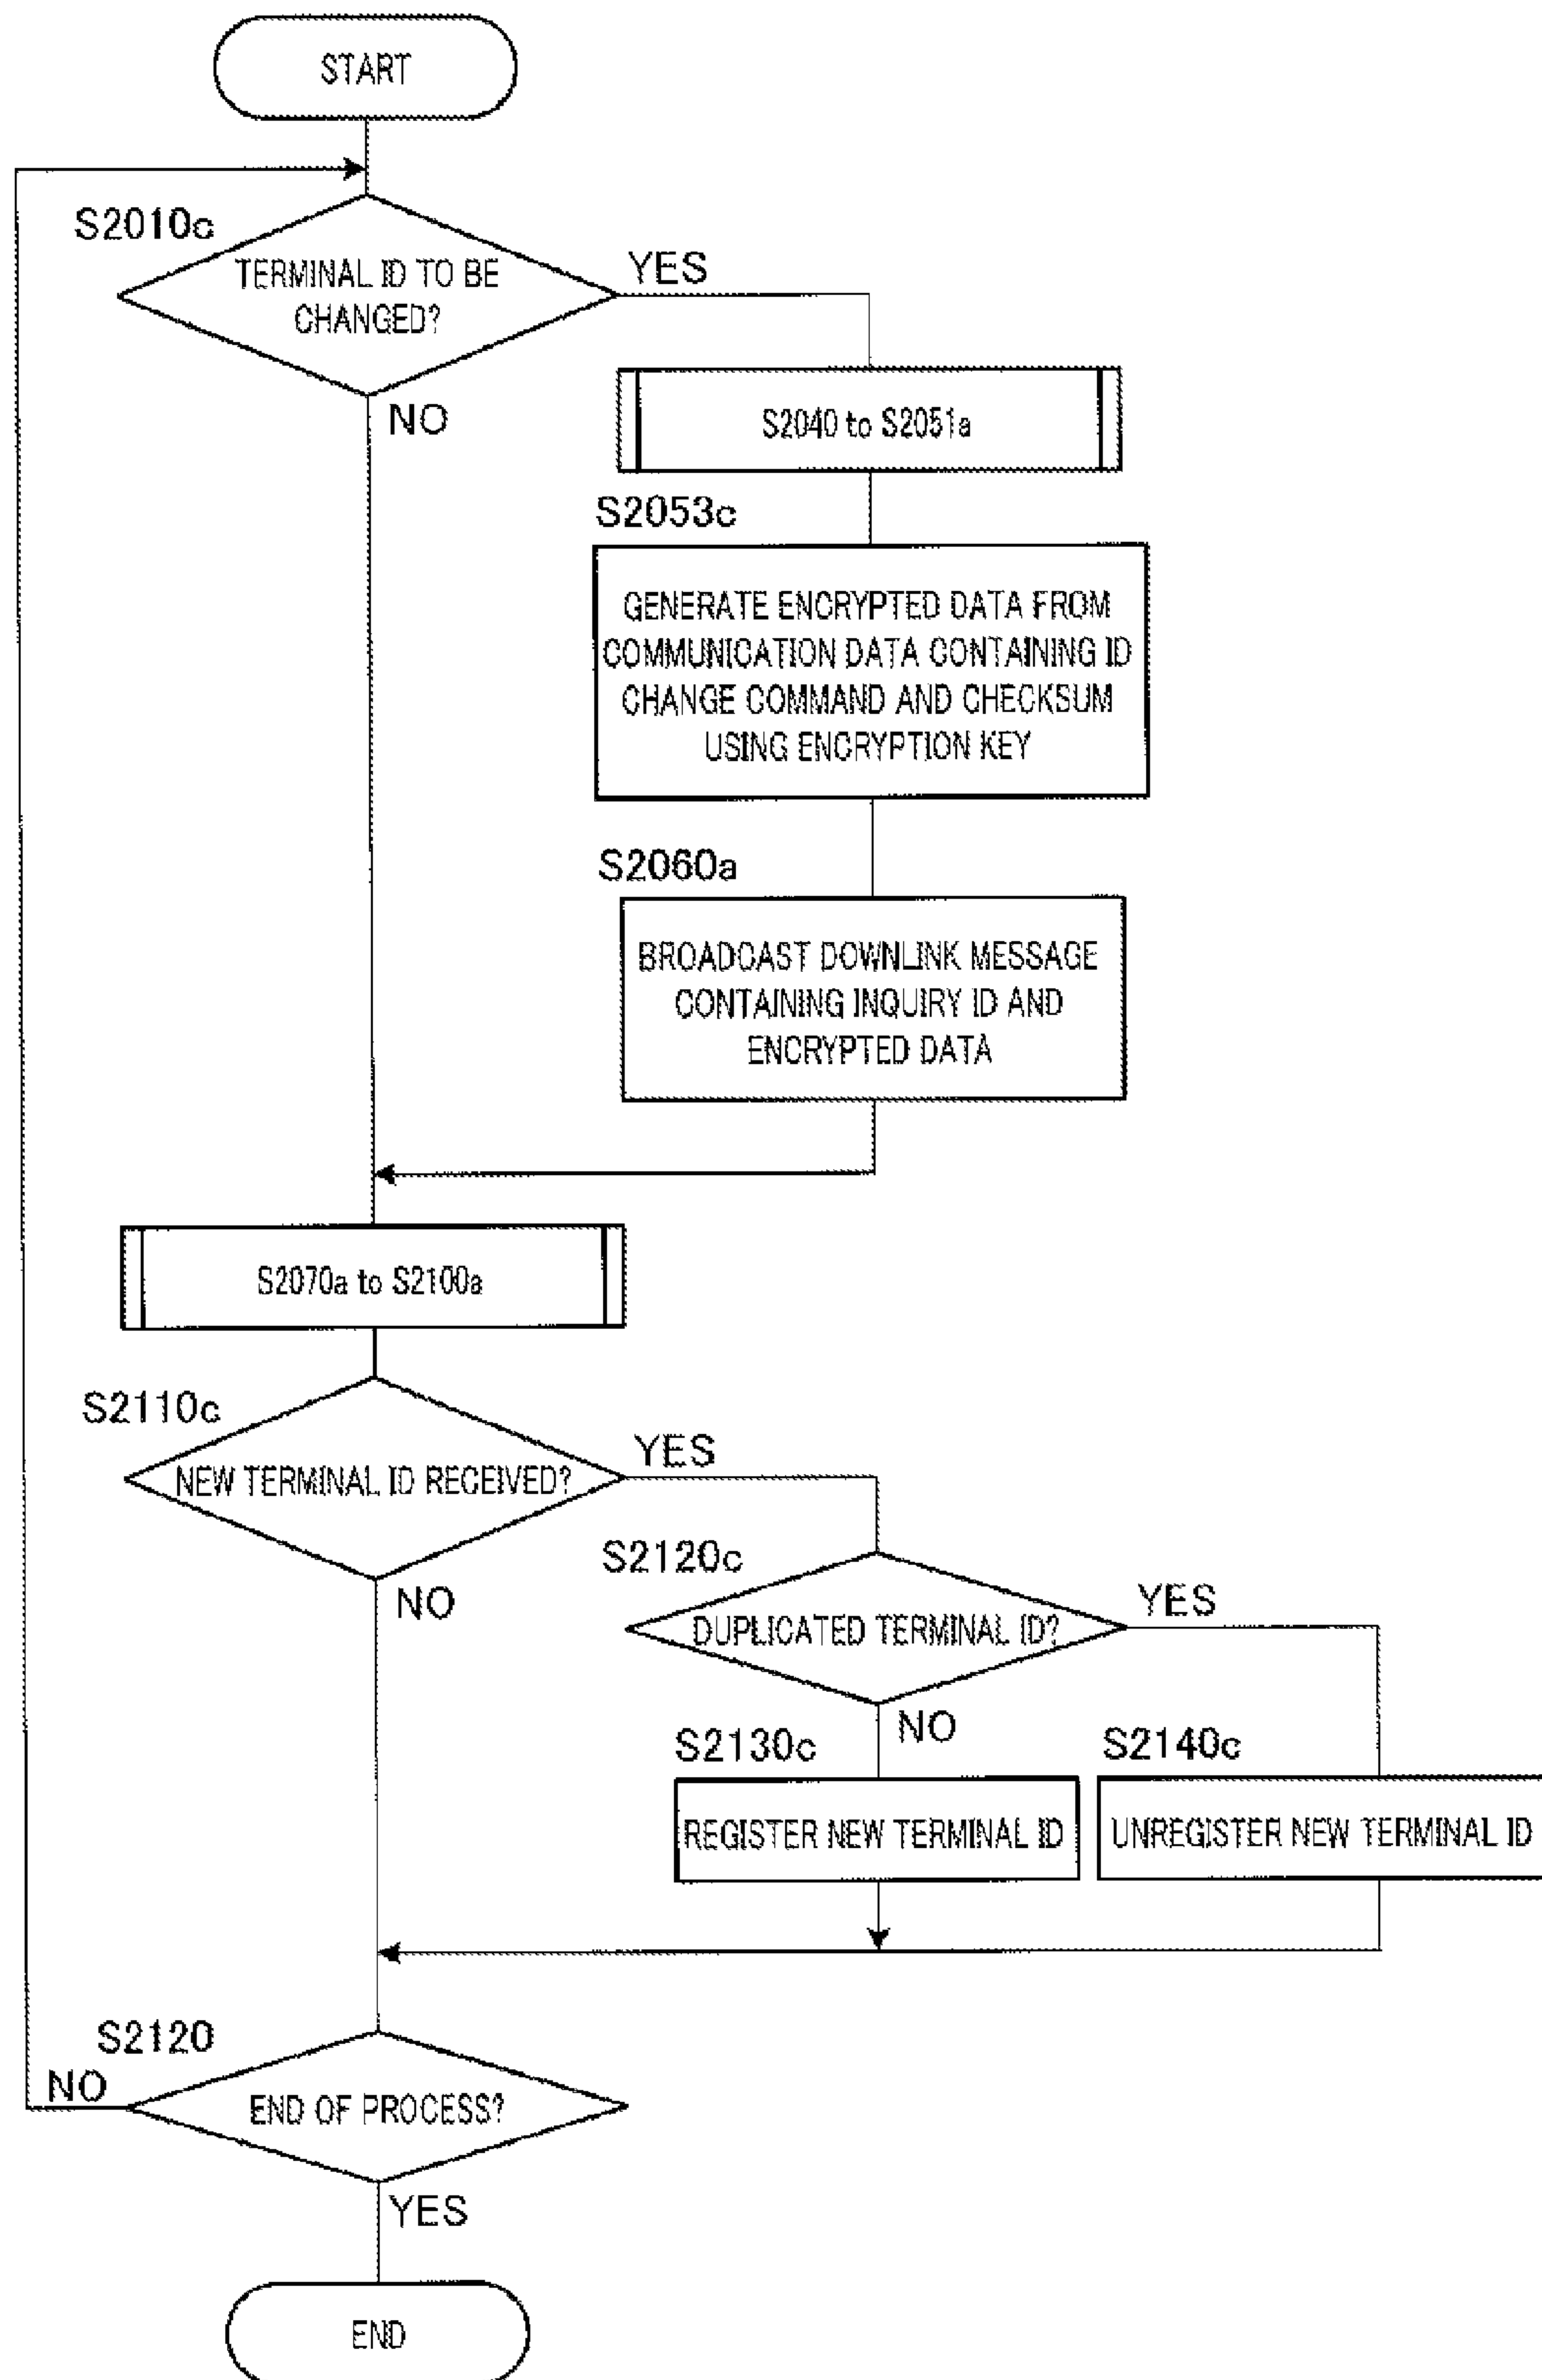 START
S2010c
TERMINAL ID TO BE
CHANGED?
YES
NO
S2040 to S2051a
S2053c
GENERATE ENCRYPTED DATA FROM
COMMUNICATION DATA CONTAINING ID
CHANGE COMMAND AND CHECKSUM
USING ENCRYPTION KEY
S2060a
BROADCAST DOWNLINK MESSAGE
CONTAINING INQUIRY ID AND
ENCRYPTED DATA
S2070a to S2100a
S2110c
NEW TERMINAL ID RECEIVED?
YES
NO
S2120c
DUPLICATED TERMINAL ID?
YES
NO
S2130c
REGISTER NEW TERMINAL ID
S2140c
UNREGISTER NEW TERMINAL ID
S2120
END OF PROCESS?
NO
YES
END